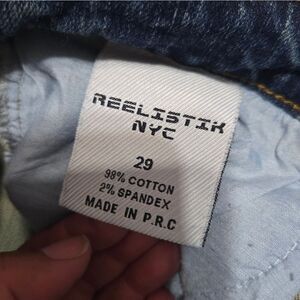 REELISTIK
NYC
29
98% COTTON
2% SPANDEX
MADE IN P.R.C